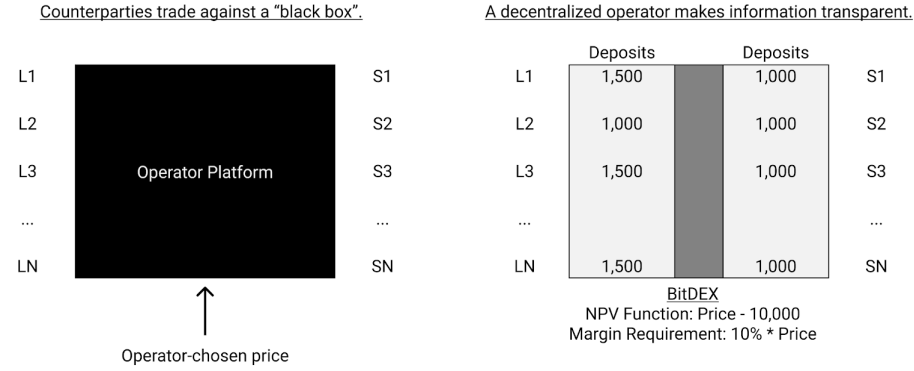 Counterparties trade against a “black box”.
L1
S1
L2
S2
L3
Operator Platform
S3
...
...
LN
SN
Operator-chosen price
A decentralized operator makes information transparent.
Deposits
Deposits
L1
1,500
1,000
S1
L2
1,000
1,000
S2
L3
1,500
1,000
S3
...
...
LN
1,500
1,000
SN
BitDEX
NPV Function: Price - 10,000
Margin Requirement: 10% * Price